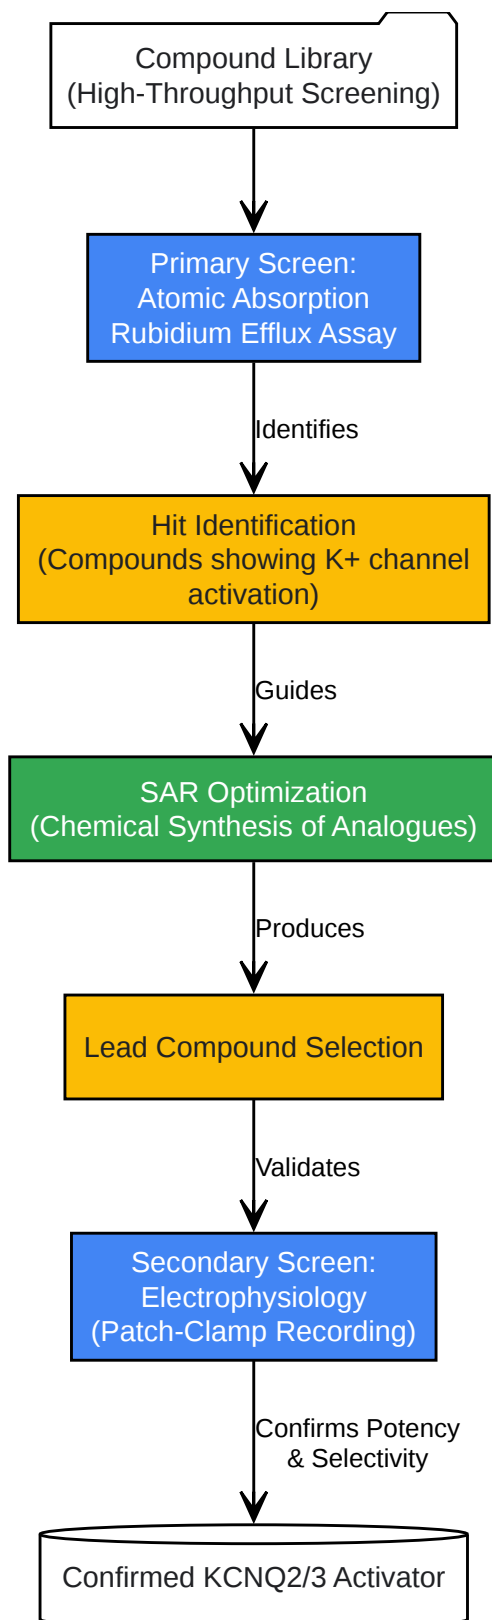 Compound Library
(High-Throughput Screening)
Primary Screen:
Atomic Absorption
Rubidium Efflux Assay
Identifies
Hit Identification
(Compounds showing K+ channel
activation)
Guides
SAR Optimization
(Chemical Synthesis of Analogues)
Produces
Lead Compound Selection
Validates
Secondary Screen:
Electrophysiology
(Patch-Clamp Recording)
Confirms Potency
& Selectivity
Confirmed KCNQ2/3 Activator